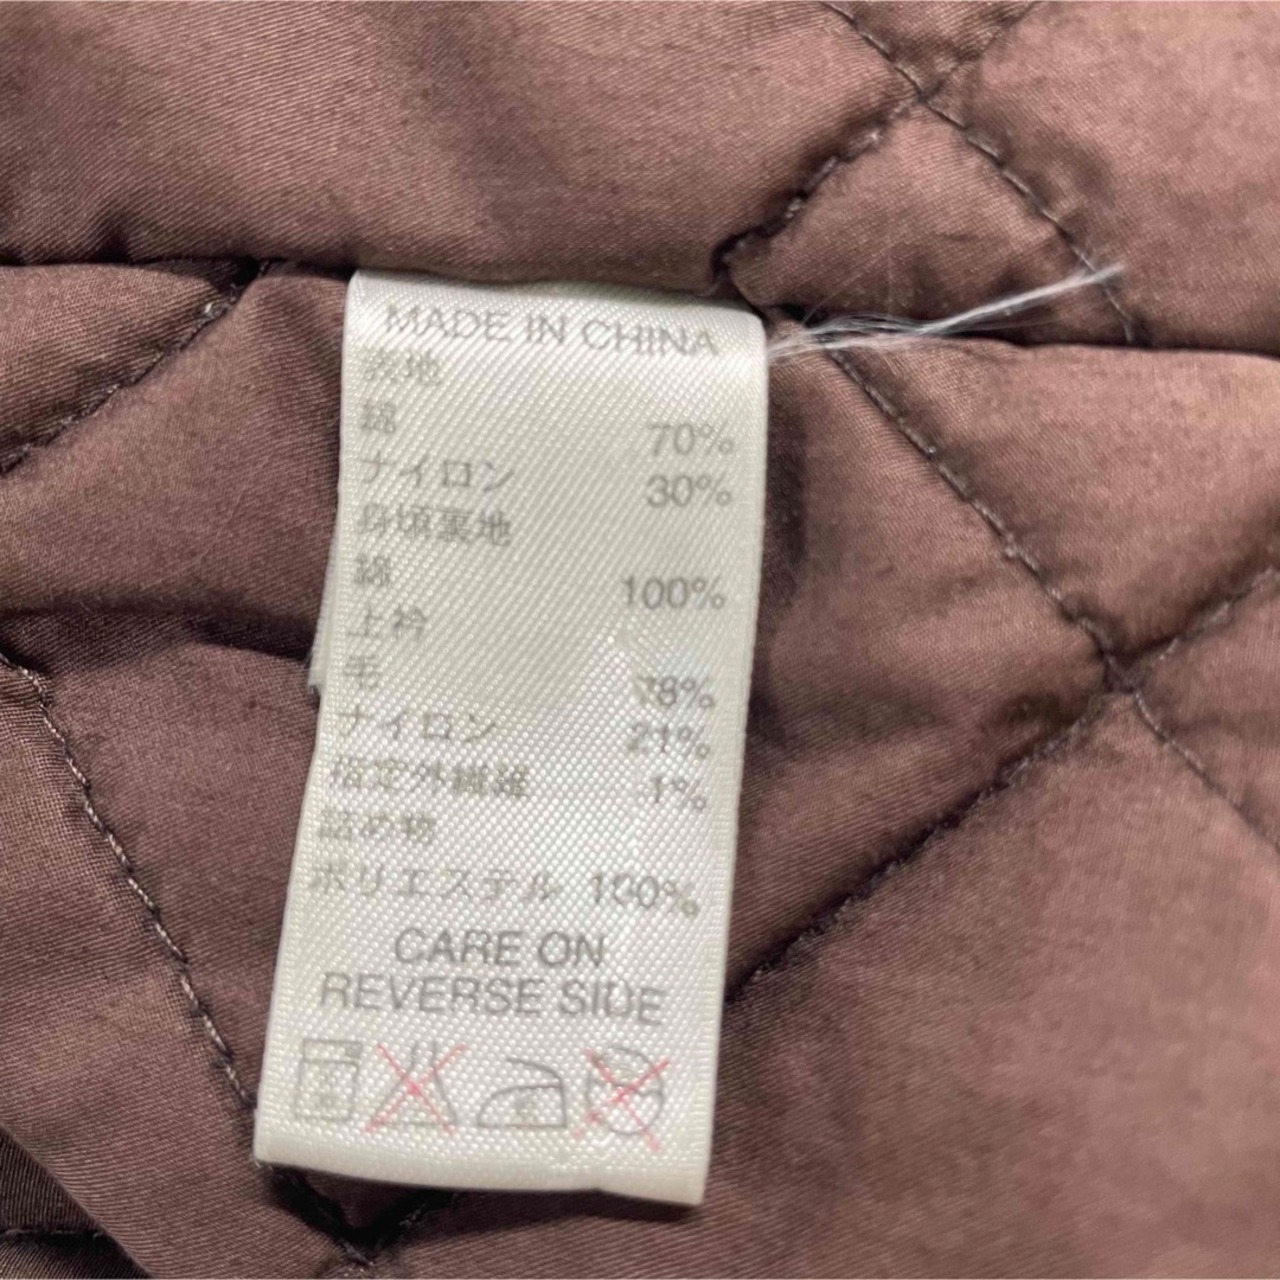 MADE IN CHINA
表地
綿 70%
ナイロン 30%
身頃裏地
綿 100%
上衿
毛 78%
ナイロン 21%
指定外繊維 1%
詰め物
ポリエステル 100%
CARE ON
REVERSE SIDE